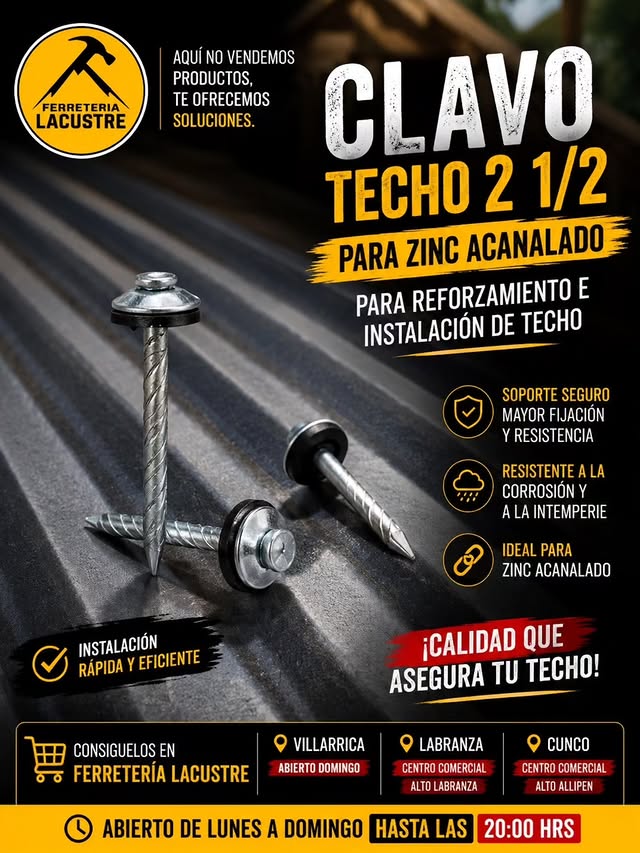 FERRETERIA
LACUSTRE
AQUÍ NO VENDEMOS
PRODUCTOS,
TE OFRECEMOS
SOLUCIONES.
CLAVO
TECHO 2 1/2
PARA ZINC ACANALADO
PARA REFORZAMIENTO E
INSTALACIÓN DE TECHO
SOPORTE SEGURO
MAYOR FIJACIÓN
Y RESISTENCIA
RESISTENTE A LA
CORROSIÓN Y
A LA INTEMPERIE
IDEAL PARA
ZINC ACANALADO
INSTALACIÓN
RÁPIDA Y EFICIENTE
¡CALIDAD QUE
ASEGURA TU TECHO!
CONSIGUELOS EN
FERRETERÍA LACUSTRE
VILLARRICA
ABIERTO DOMINGO
LABRANZA
CENTRO COMERCIAL
ALTO LABRANZA
CUNCO
CENTRO COMERCIAL
ALTO ALLIPEN
ABIERTO DE LUNES A DOMINGO HASTA LAS 20:00 HRS